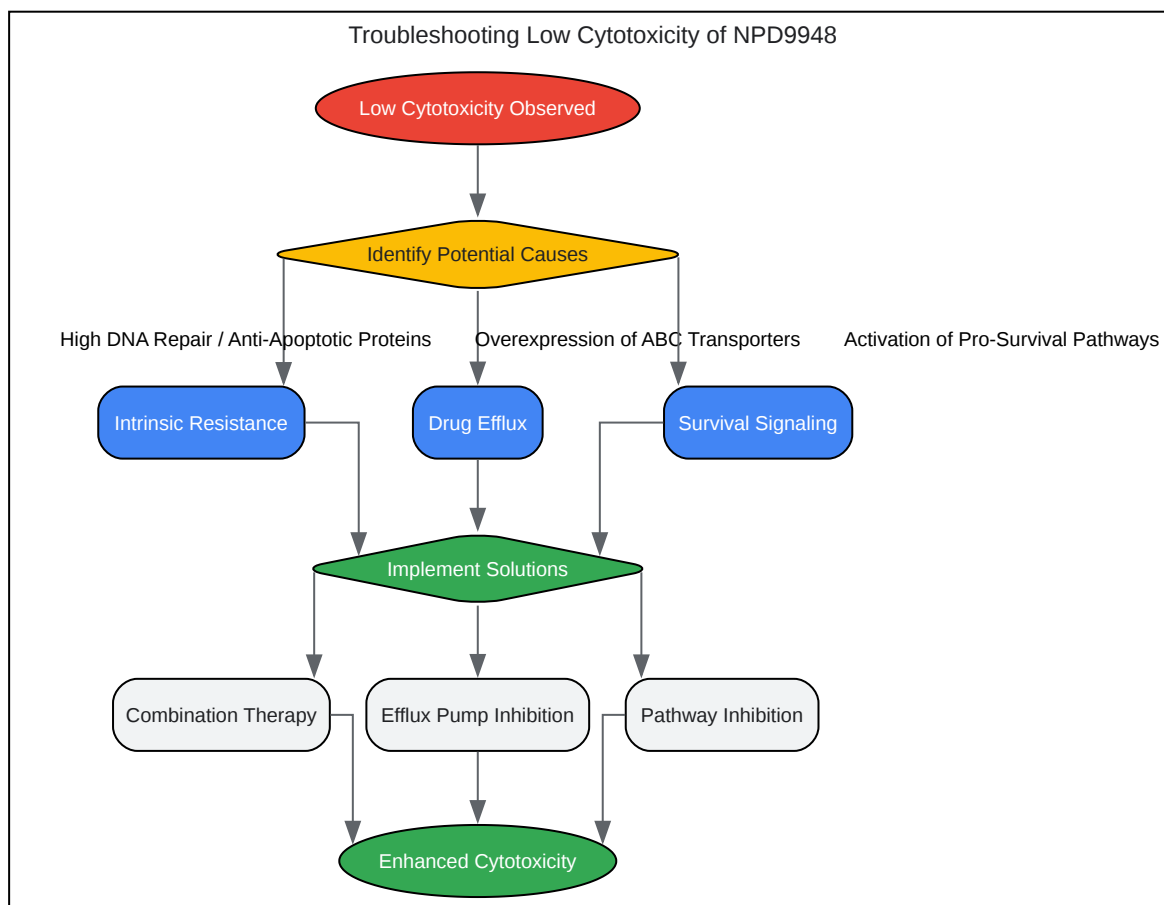 Troubleshooting Low Cytotoxicity of NPD9948
Low Cytotoxicity Observed
Identify Potential Causes
High DNA Repair / Anti-Apoptotic Proteins
Overexpression of ABC Transporters
Activation of Pro-Survival Pathways
Intrinsic Resistance
Drug Efflux
Survival Signaling
Implement Solutions
Combination Therapy
Efflux Pump Inhibition
Pathway Inhibition
Enhanced Cytotoxicity